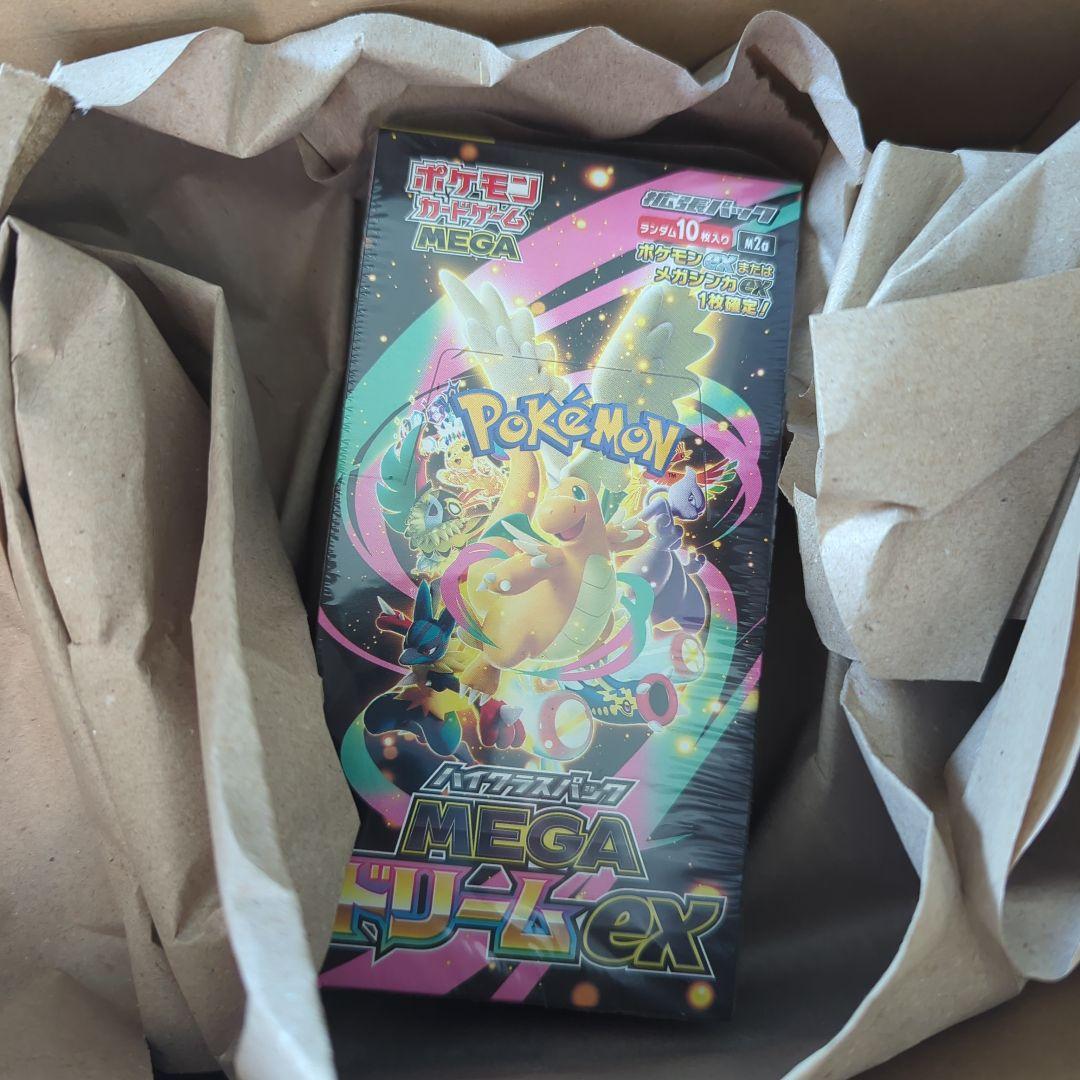 ポケモン
カードゲーム
MEGA
拡張パック
ランダム10枚入り M2a
ポケモンexまたは
メガシンカex
1枚確定!
POKÉMON
TM
ハイクラスパック
MEGA
ドリームex